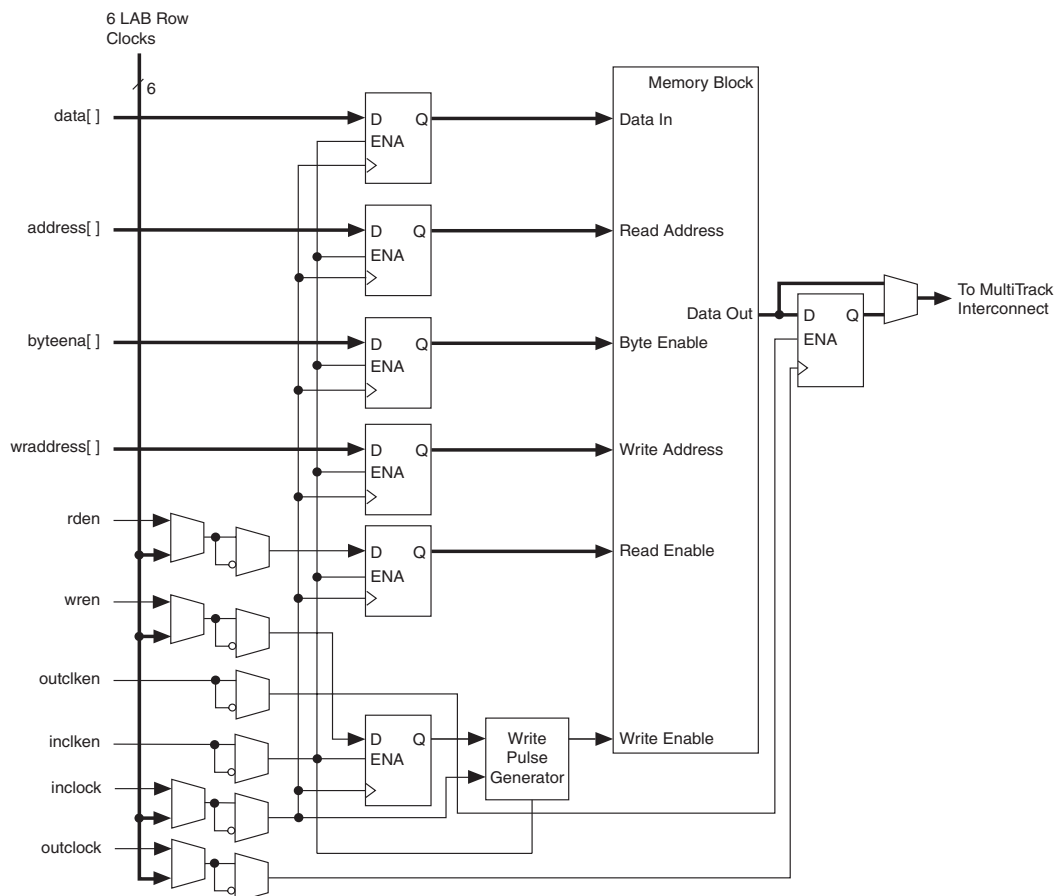 6 LAB Row
Clocks
6
data[ ]
D Q
ENA
Memory Block
Data In
address[ ]
D Q
ENA
Read Address
Data Out
D Q
ENA
To MultiTrack
Interconnect
byteena[ ]
D Q
ENA
Byte Enable
wraddress[ ]
D Q
ENA
Write Address
rden
D Q
ENA
Read Enable
wren
outclken
inclken
D Q
ENA
Write
Pulse
Generator
Write Enable
inclock
outclock